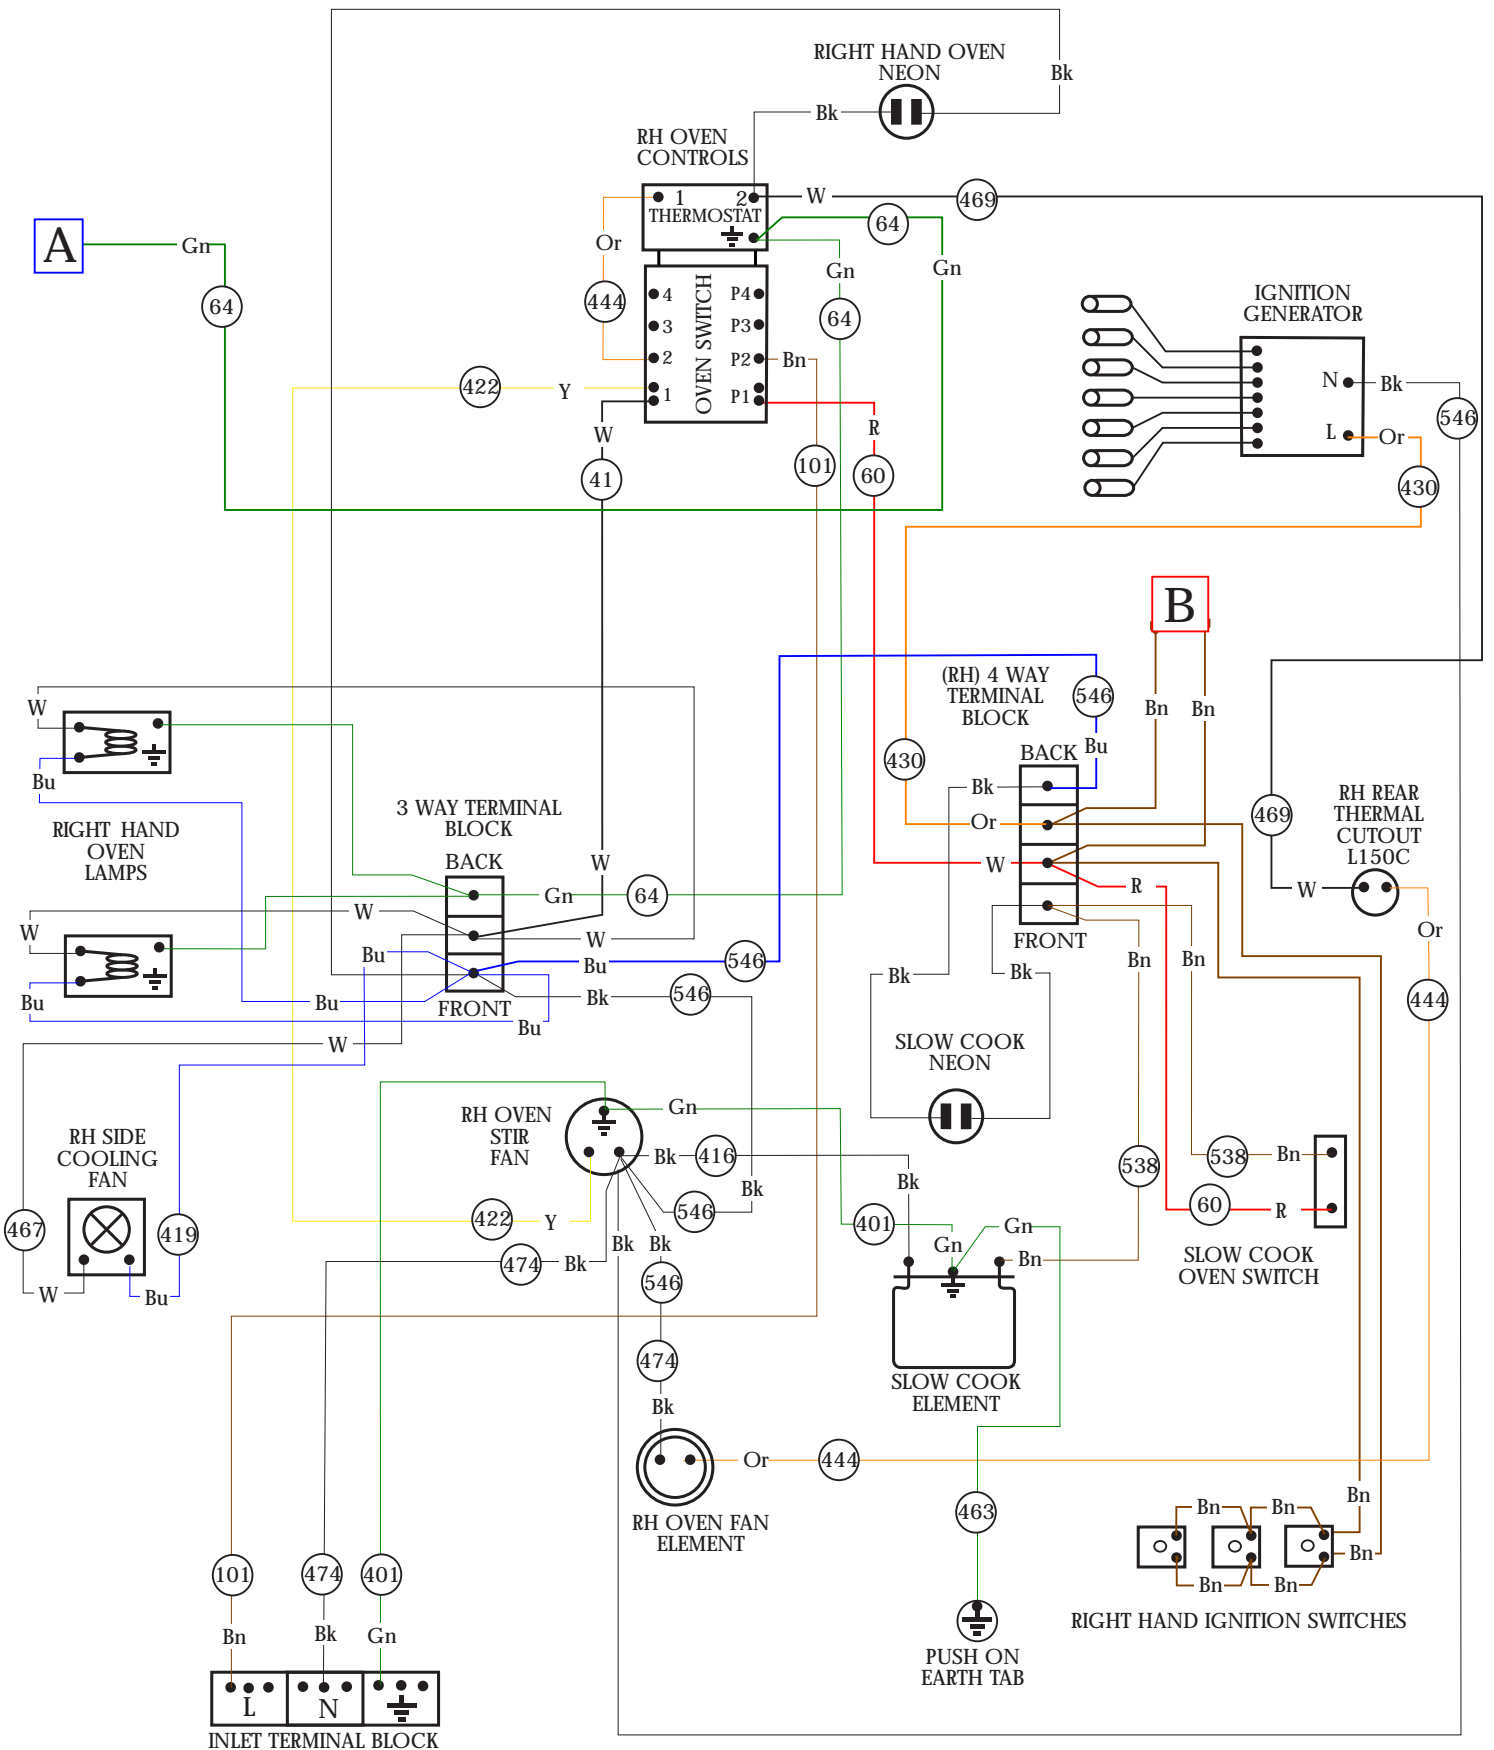 RIGHT HAND OVEN
NEON
Bk
Bk
RH OVEN
CONTROLS
1
2
THERMOSTAT
W
469
64
A
Gn
64
Or
444
Gn
64
Gn
OVEN SWITCH
4
3
2
1
P4
P3
P2
P1
Bn
422
Y
W
41
R
60
101
IGNITION
GENERATOR
N
Bk
546
L
Or
430
B
(RH) 4 WAY
TERMINAL
BLOCK
546
Bn
Bn
Bu
BACK
430
Bk
Or
W
R
FRONT
469
RH REAR
THERMAL
CUTOUT
L150C
W
Or
444
W
Bu
RIGHT HAND
OVEN
LAMPS
3 WAY TERMINAL
BLOCK
BACK
W
Gn
64
W
W
W
Bu
Bu
546
Bu
Bu
FRONT
Bk
546
Bu
W
Bk
Bk
Bn
Bn
SLOW COOK
NEON
RH OVEN
STIR
FAN
Gn
Bk
416
Bk
Bk
546
RH SIDE
COOLING
FAN
467
419
W
Bu
422
Y
474
Bk
Bk
Bk
546
401
Gn
Gn
Bn
538
538
Bn
60
R
SLOW COOK
OVEN SWITCH
474
Bk
SLOW COOK
ELEMENT
Or
444
RH OVEN FAN
ELEMENT
463
Bn
Bn
Bn
Bn
Bn
Bn
RIGHT HAND IGNITION SWITCHES
PUSH ON
EARTH TAB
101
474
401
Bn
Bk
Gn
L
N
INLET TERMINAL BLOCK